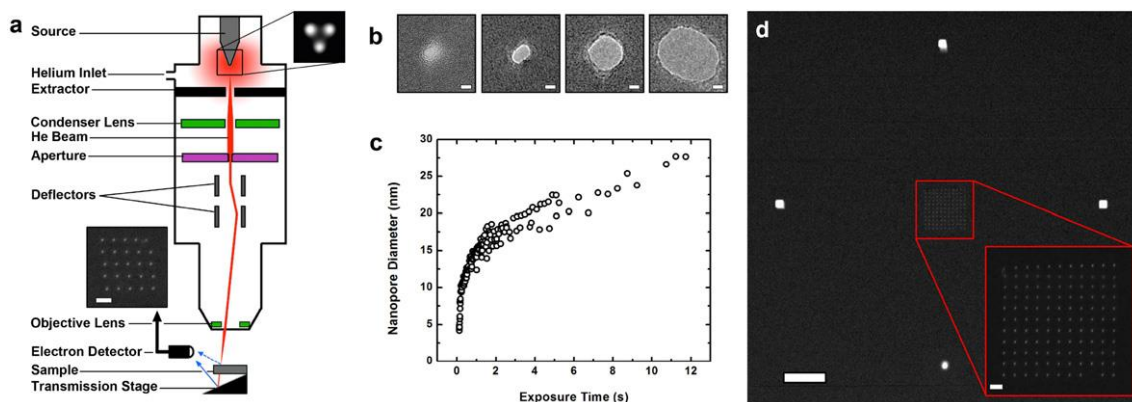 a
Source
Helium Inlet
Extractor
Condenser Lens
He Beam
Aperture
Deflectors
Objective Lens
Electron Detector
Sample
Transmission Stage
b
c
30
25
20
15
10
5
0
Nanopore Diameter (nm)
0 2 4 6 8 10 12
Exposure Time (s)
d